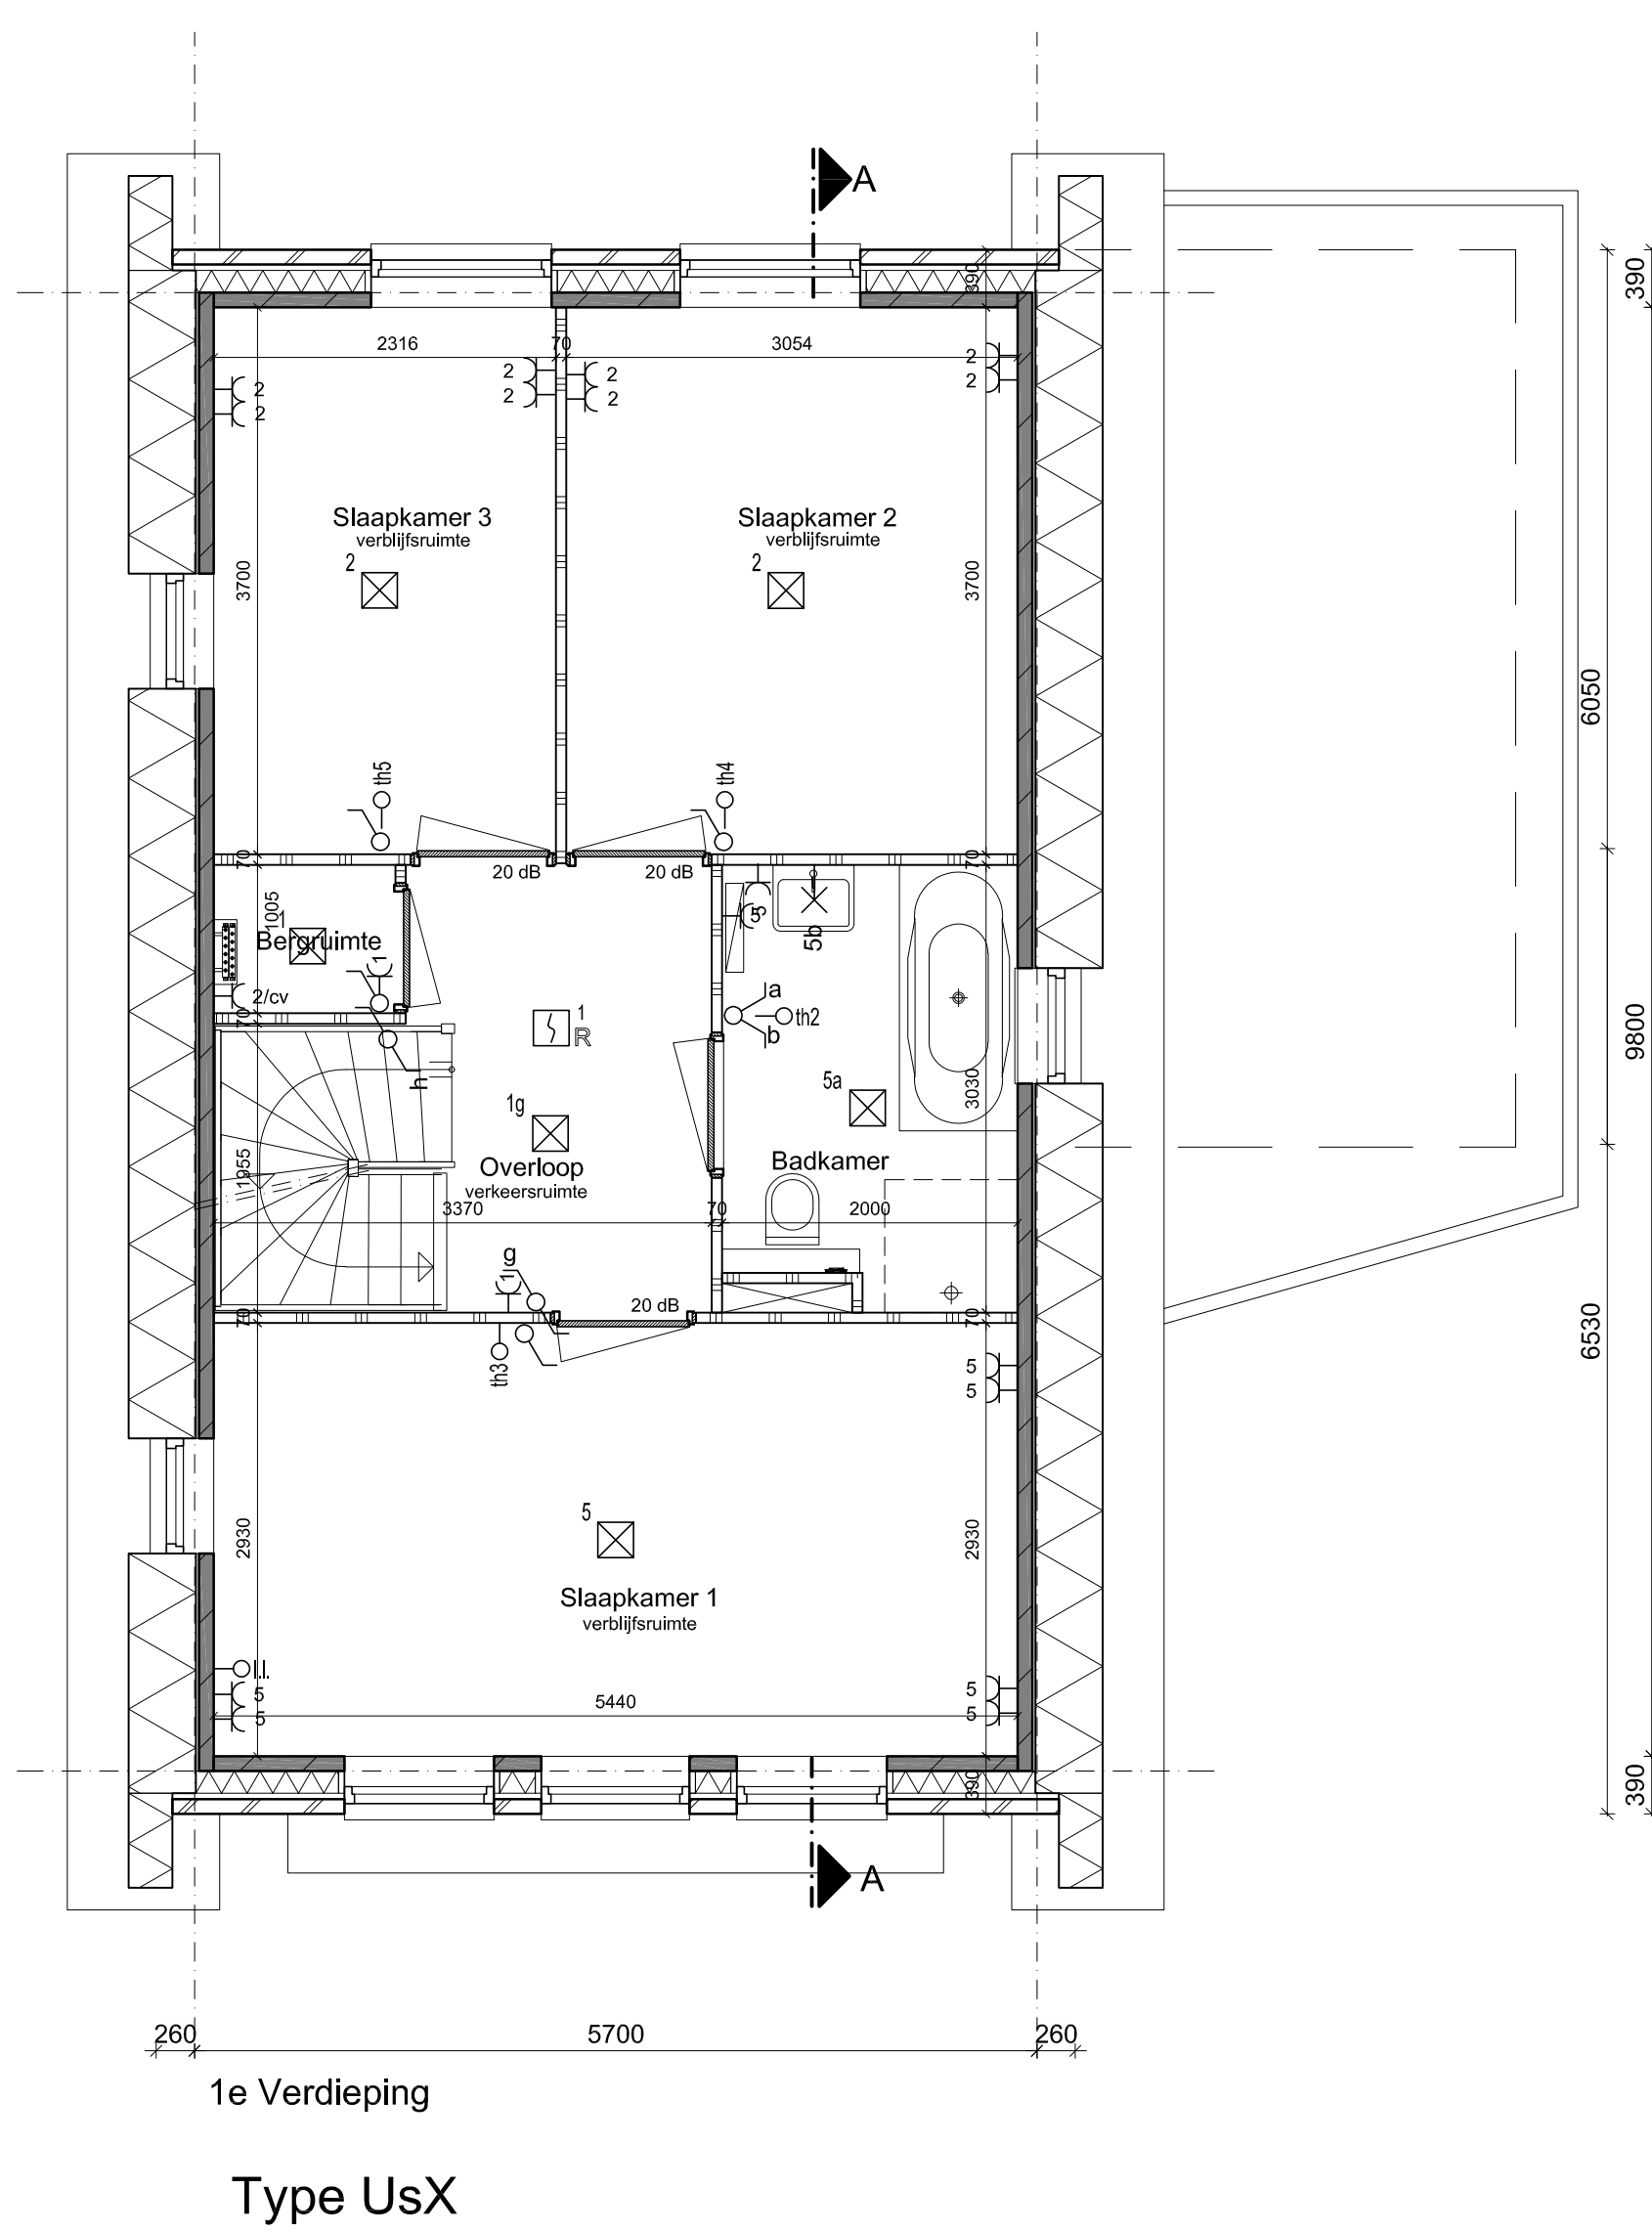 A
390
390
2316
70
3054
2
2
2
2
2
2
2
2
Slaapkamer 3
verblijfsruimte
2
Slaapkamer 2
verblijfsruimte
2
3700
3700
6050
th5
th4
70
20 dB
20 dB
70
1005
1
Bergruimte
1
2/cv
70
5
5
5b
a
b
th2
1
R
h
9800
3030
5a
1g
Overloop
verkeersruimte
Badkamer
1955
3370
70
2000
g
1
20 dB
70
70
th3
6530
5
5
5
2930
2930
Slaapkamer 1
verblijfsruimte
l.l.
5
5
5440
5
5
390
390
A
260
5700
260
1e Verdieping
Type UsX